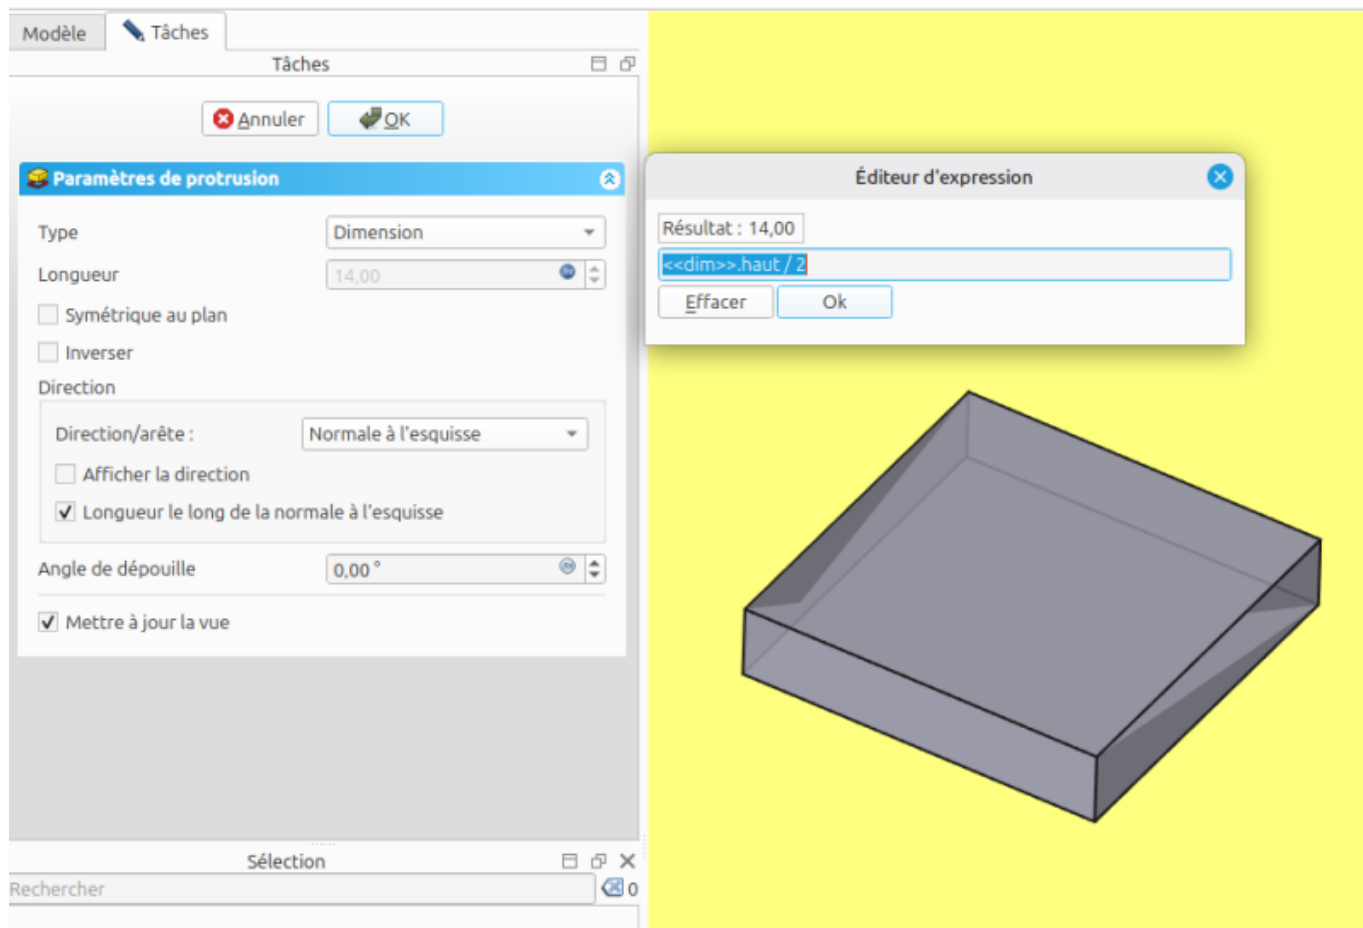 Modèle
Tâches
Tâches
Annuler
OK
Paramètres de protrusion
Éditeur d'expression
Type
Dimension
Résultat : 14,00
Longueur
14,00
<<dim>>.haut / 2
Effacer
Ok
Symétrique au plan
Inverser
Direction
Direction/arête :
Normale à l'esquisse
Afficher la direction
Longueur le long de la normale à l'esquisse
Angle de dépouille
0,00 °
Mettre à jour la vue
Sélection
Rechercher
0